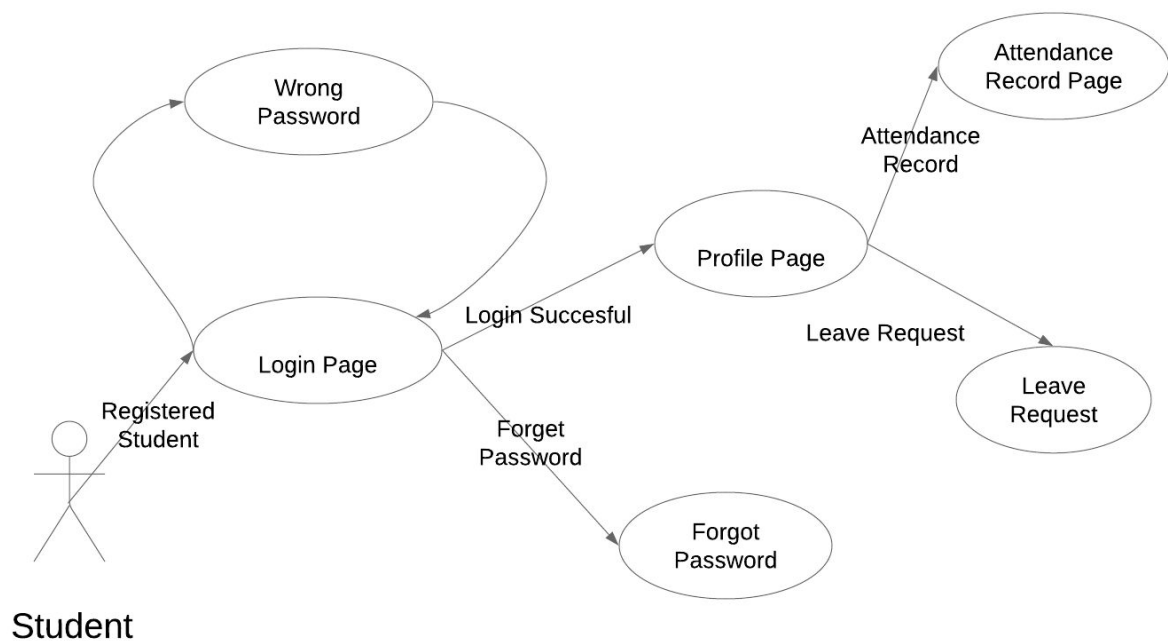 Attendance
Record Page
Wrong
Password
Attendance
Record
Profile Page
Login Succesful
Leave Request
Login Page
Leave
Request
Registered
Student
Forget
Password
Forgot
Password
Student